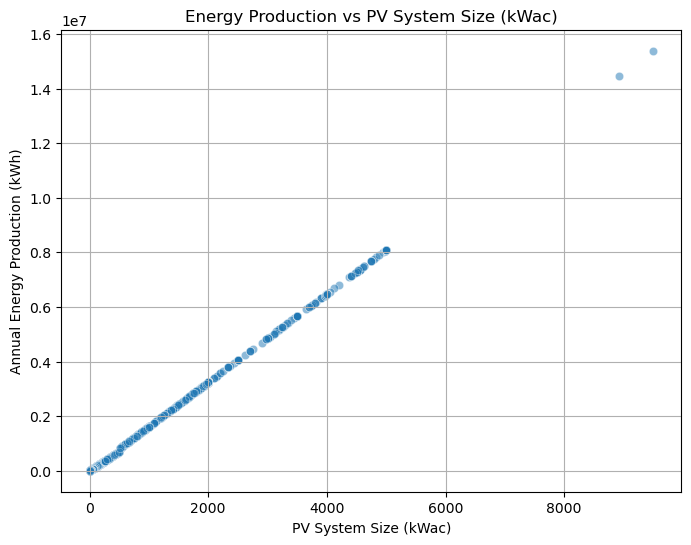 Energy Production vs PV System Size (kWac)
1e7
1.6
1.4
1.2
1.0
0.8
0.6
0.4
0.2
0.0
Annual Energy Production (kWh)
0 2000 4000 6000 8000
PV System Size (kWac)